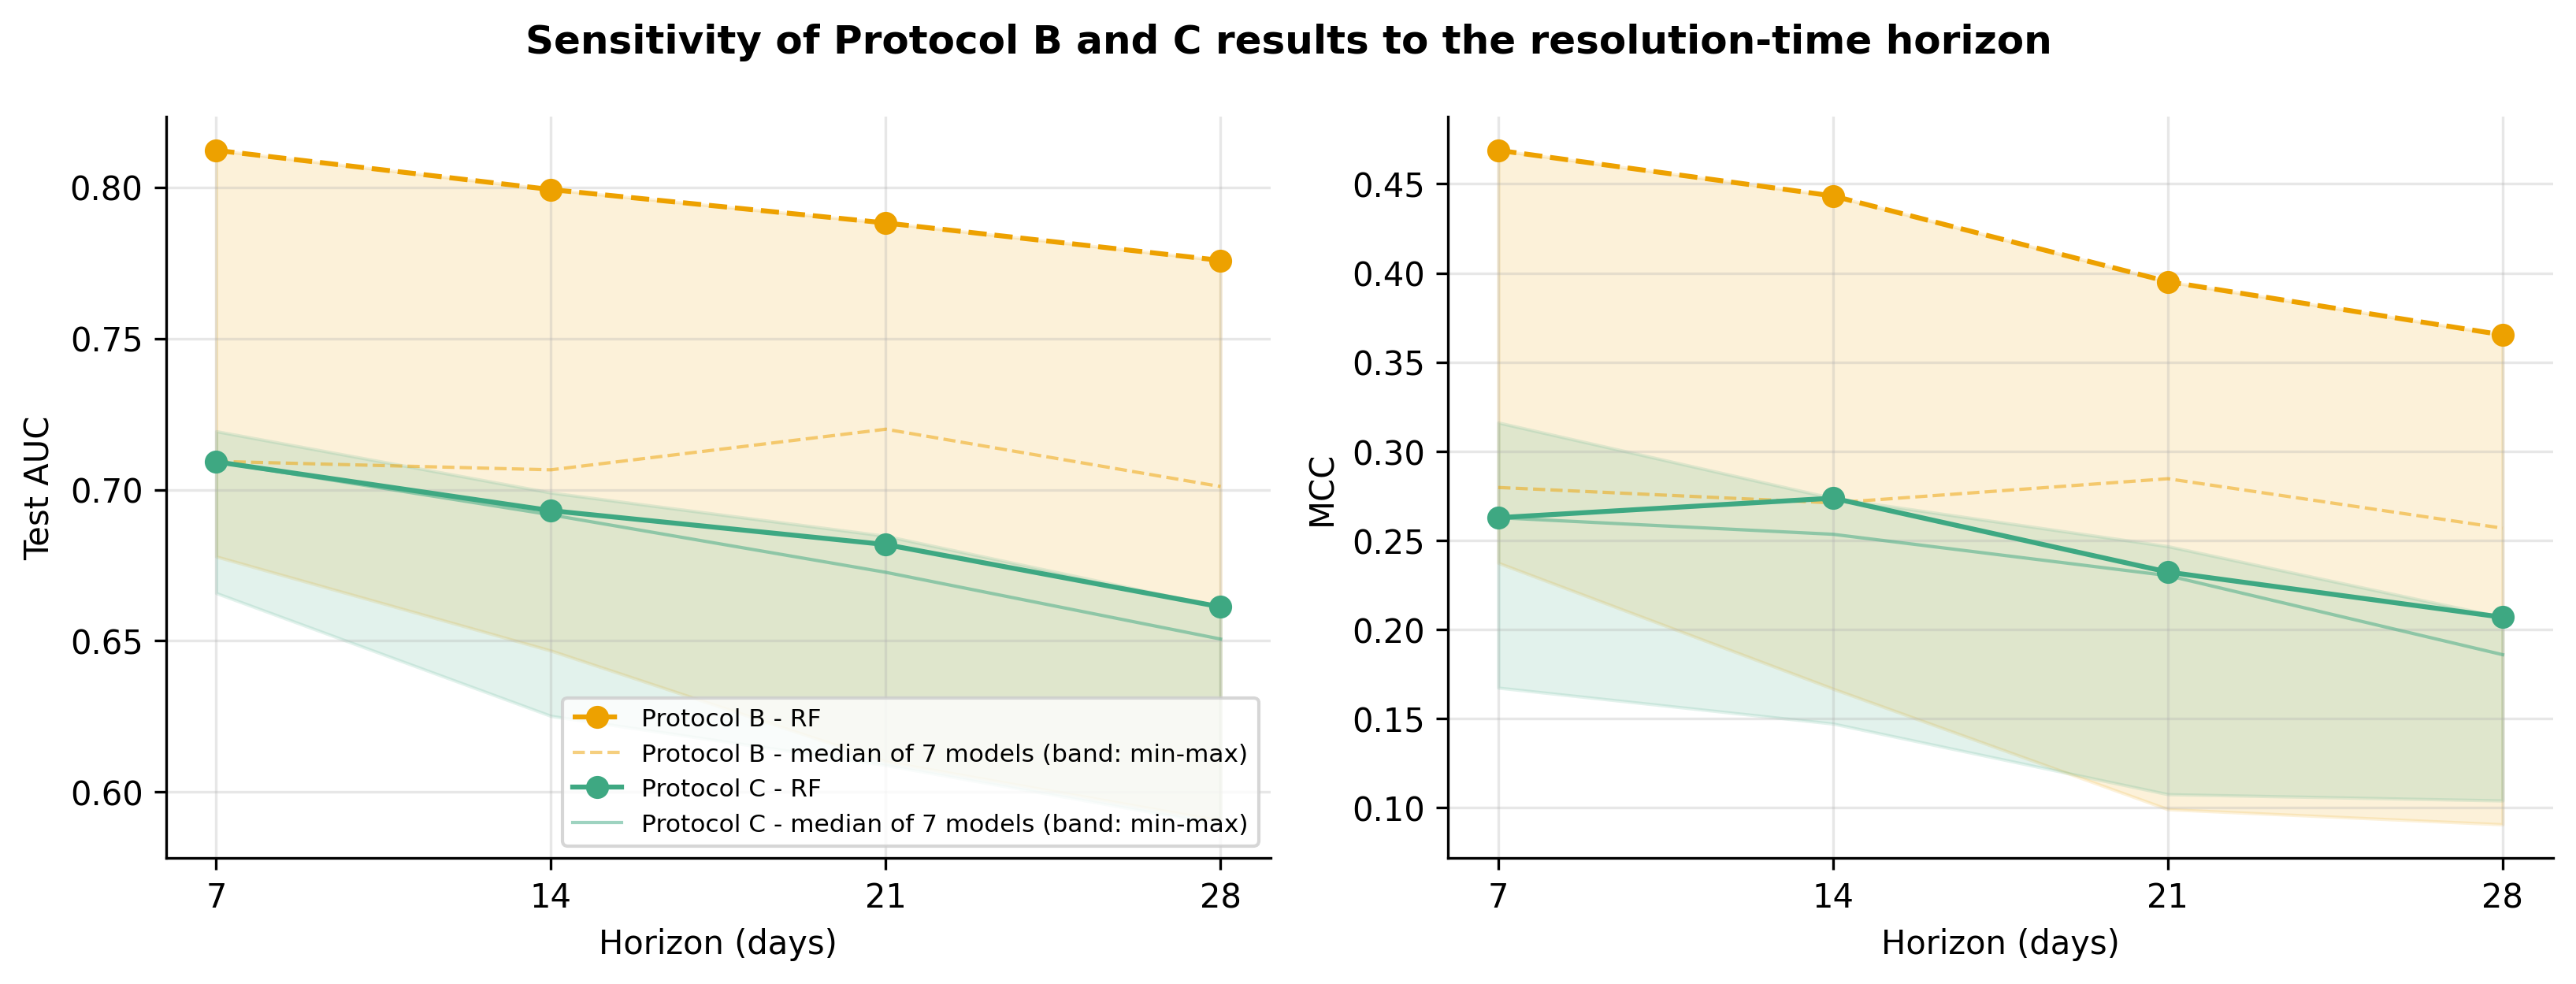 Sensitivity of Protocol B and C results to the resolution-time horizon
Test AUC
0.80
0.75
0.70
0.65
0.60
7
14
21
28
Horizon (days)
Protocol B - RF
Protocol B - median of 7 models (band: min-max)
Protocol C - RF
Protocol C - median of 7 models (band: min-max)
MCC
0.45
0.40
0.35
0.30
0.25
0.20
0.15
0.10
7
14
21
28
Horizon (days)